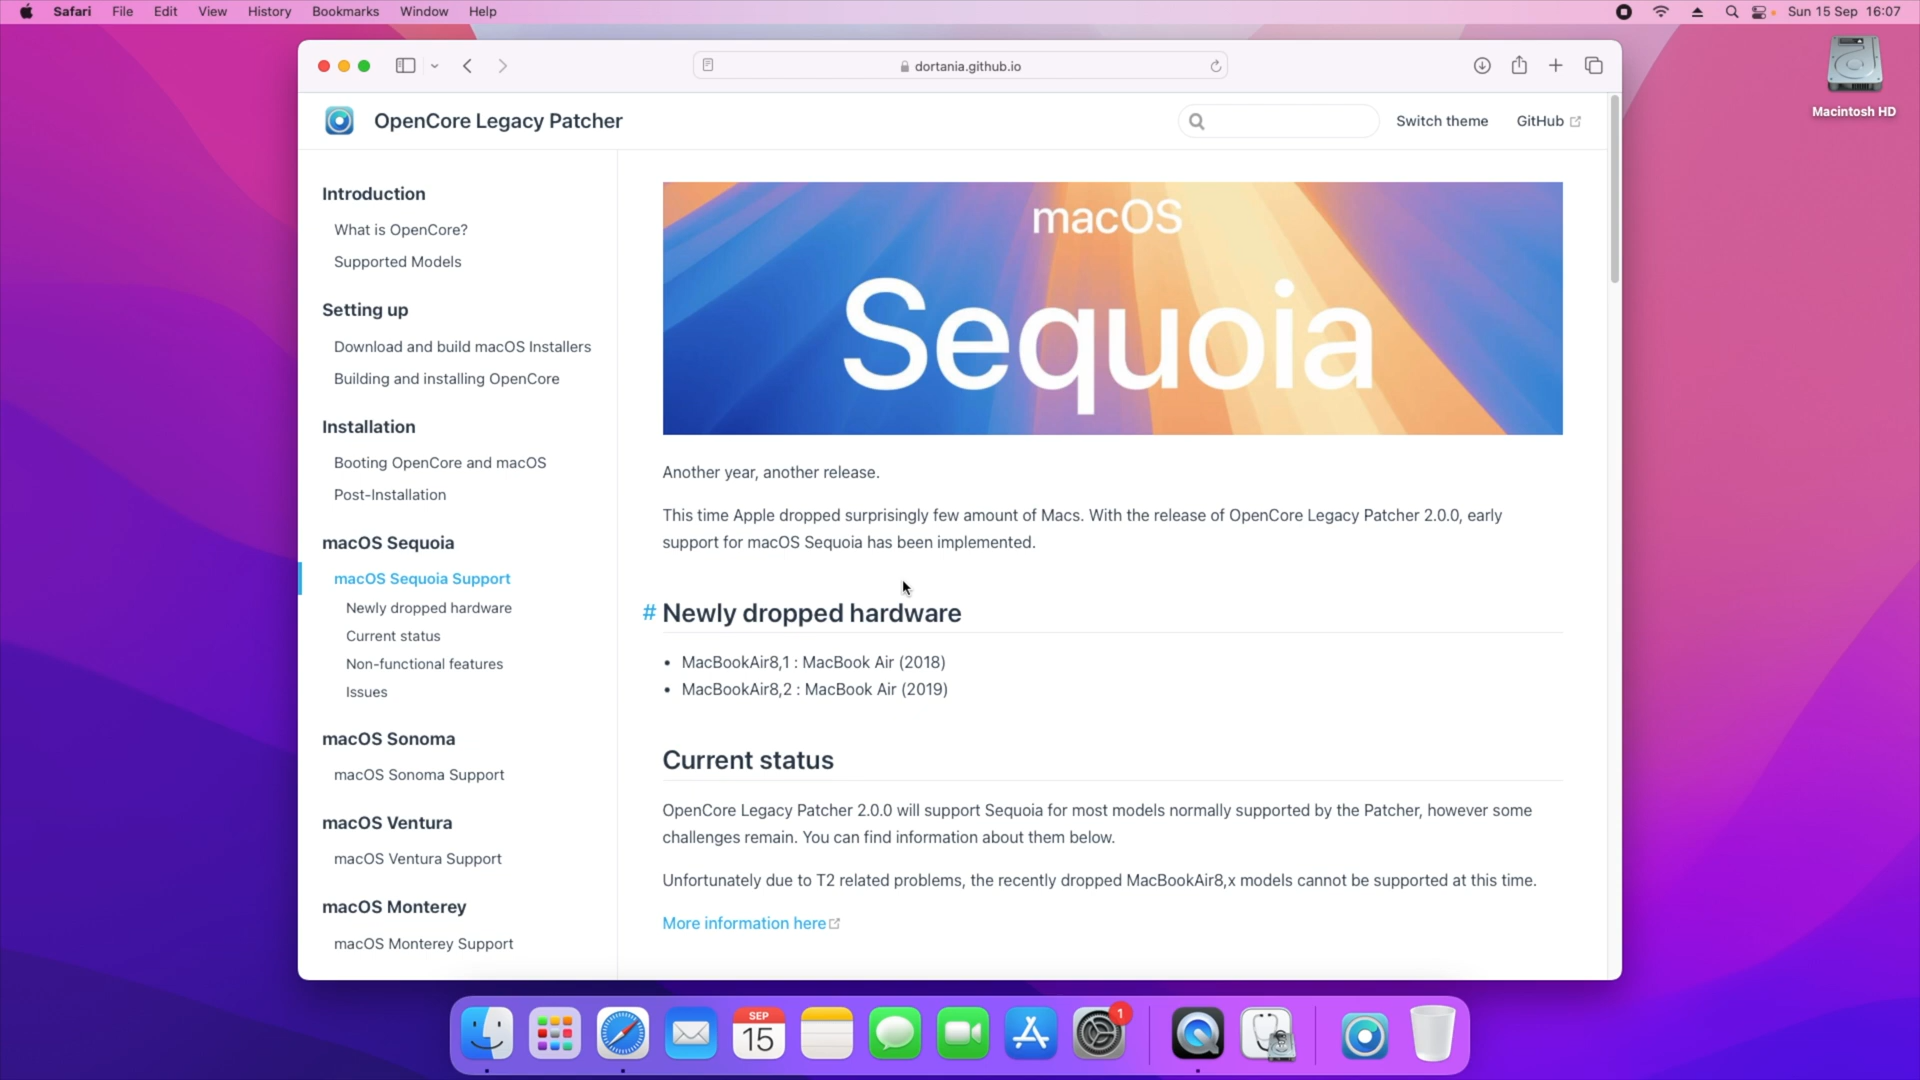 Safari File Edit View History Bookmarks Window Help
Sun 15 Sep 16:07
Macintosh HD
dortania.github.io
OpenCore Legacy Patcher
Switch theme
GitHub
Introduction
What is OpenCore?
Supported Models
Setting up
Download and build macOS Installers
Building and installing OpenCore
Installation
Booting OpenCore and macOS
Post-Installation
macOS Sequoia
macOS Sequoia Support
Newly dropped hardware
Current status
Non-functional features
Issues
macOS Sonoma
macOS Sonoma Support
macOS Ventura
macOS Ventura Support
macOS Monterey
macOS Monterey Support
macOS
Sequoia
Another year, another release.
This time Apple dropped surprisingly few amount of Macs. With the release of OpenCore Legacy Patcher 2.0.0, early
support for macOS Sequoia has been implemented.
# Newly dropped hardware
• MacBookAir8,1 : MacBook Air (2018)
• MacBookAir8,2 : MacBook Air (2019)
Current status
OpenCore Legacy Patcher 2.0.0 will support Sequoia for most models normally supported by the Patcher, however some
challenges remain. You can find information about them below.
Unfortunately due to T2 related problems, the recently dropped MacBookAir8,x models cannot be supported at this time.
More information here
SEP
15
1